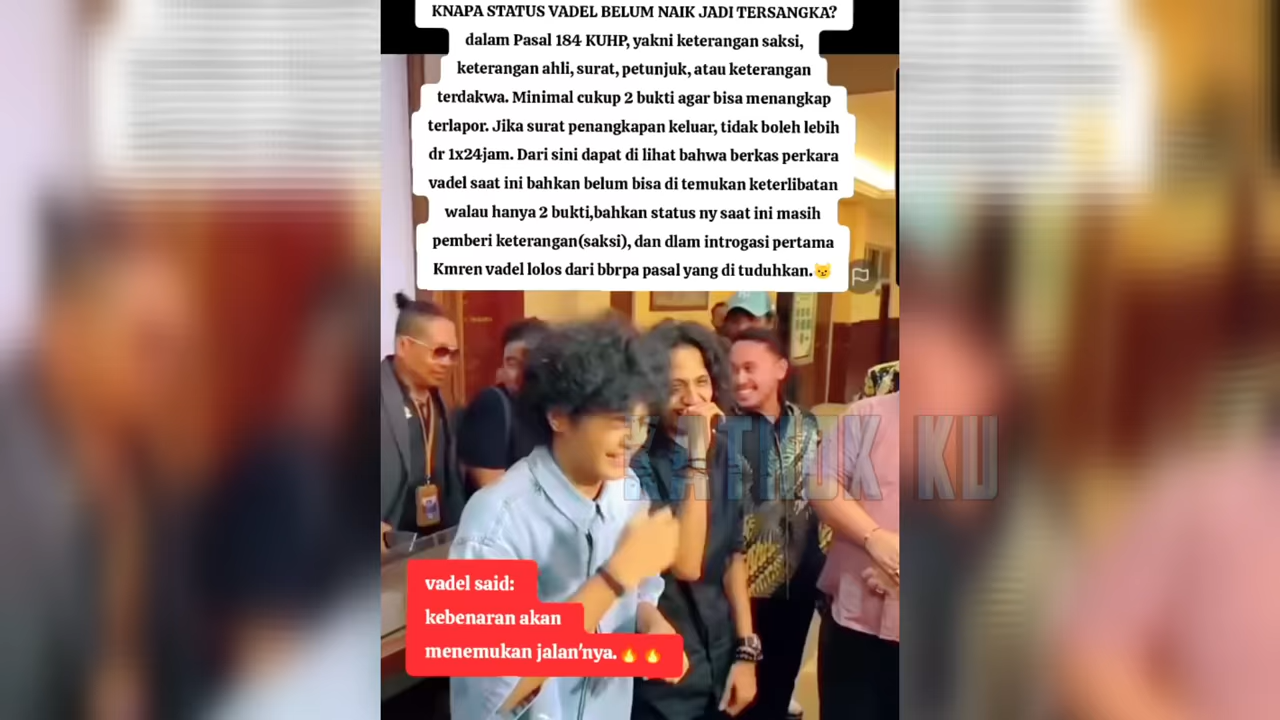 KNAPA STATUS VADEL BELUM NAIK JADI TERSANGKA?
dalam Pasal 184 KUHP, yakni keterangan saksi,
keterangan ahli, surat, petunjuk, atau keterangan
terdakwa. Minimal cukup 2 bukti agar bisa menangkap
terlapor. Jika surat penangkapan keluar, tidak boleh lebih
dr 1x24jam. Dari sini dapat di lihat bahwa berkas perkara
vadel saat ini bahkan belum bisa di temukan keterlibatan
walau hanya 2 bukti,bahkan status ny saat ini masih
pemberi keterangan(saksi), dan dlam introgasi pertama
Kmren vadel lolos dari bbrpa pasal yang di tuduhkan.😼
KATHOK KU
vadel said:
kebenaran akan
menemukan jalan'nya.🔥🔥